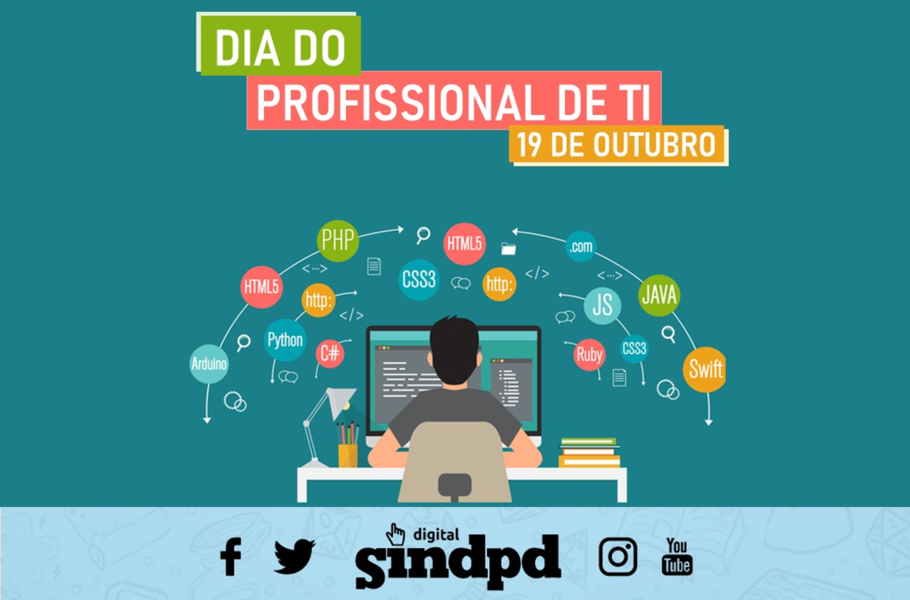 DIA DO
PROFISSIONAL DE TI
19 DE OUTUBRO
PHP
HTML5
.com
HTML5
CSS3
http:
JAVA
http:
JS
Python
C#
Ruby
CSS3
Arduino
Swift
digital
sindpd
You
Tube